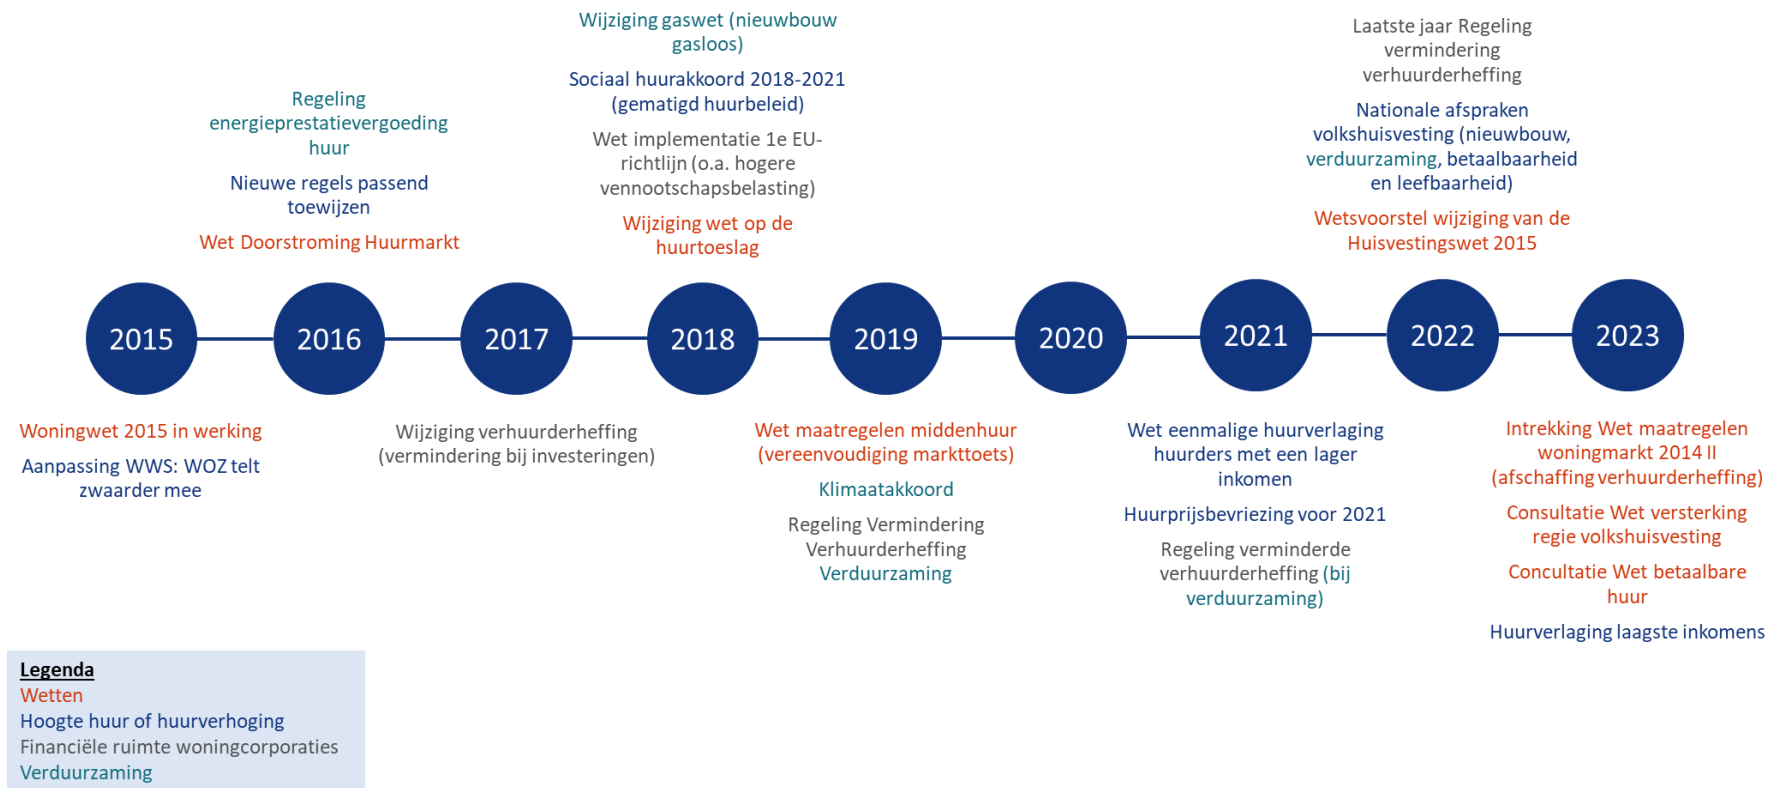 Wijziging gaswet (nieuwbouw
gasloos)
Sociaal huurakkoord 2018-2021
(gematigd huurbeleid)
Wet implementatie 1e EU-
richtlijn (o.a. hogere
vennootschapsbelasting)
Wijziging wet op de
huurtoeslag
Laatste jaar Regeling
vermindering
verhuurderheffing
Nationale afspraken
volkshuisvesting (nieuwbouw,
verduurzaming, betaalbaarheid
en leefbaarheid)
Wetsvoorstel wijziging van de
Huisvestingswet 2015
Regeling
energieprestatievergoeding
huur
Nieuwe regels passend
toewijzen
Wet Doorstroming Huurmarkt
2015
2016
2017
2018
2019
2020
2021
2022
2023
Woningwet 2015 in werking
Aanpassing WWS: WOZ telt
zwaarder mee
Wijziging verhuurderheffing
(vermindering bij investeringen)
Wet maatregelen middenhuur
(vereenvoudiging markttoets)
Klimaatakkoord
Regeling Vermindering
Verhuurderheffing
Verduurzaming
Wet eenmalige huurverlaging
huurders met een lager
inkomen
Huurprijsbevriezing voor 2021
Regeling verminderde
verhuurderheffing (bij
verduurzaming)
Intrekking Wet maatregelen
woningmarkt 2014 II
(afschaffing verhuurderheffing)
Consultatie Wet versterking
regie volkshuisvesting
Concultatie Wet betaalbare
huur
Huurverlaging laagste inkomens
Legenda
Wetten
Hoogte huur of huurverhoging
Financiële ruimte woningcorporaties
Verduurzaming